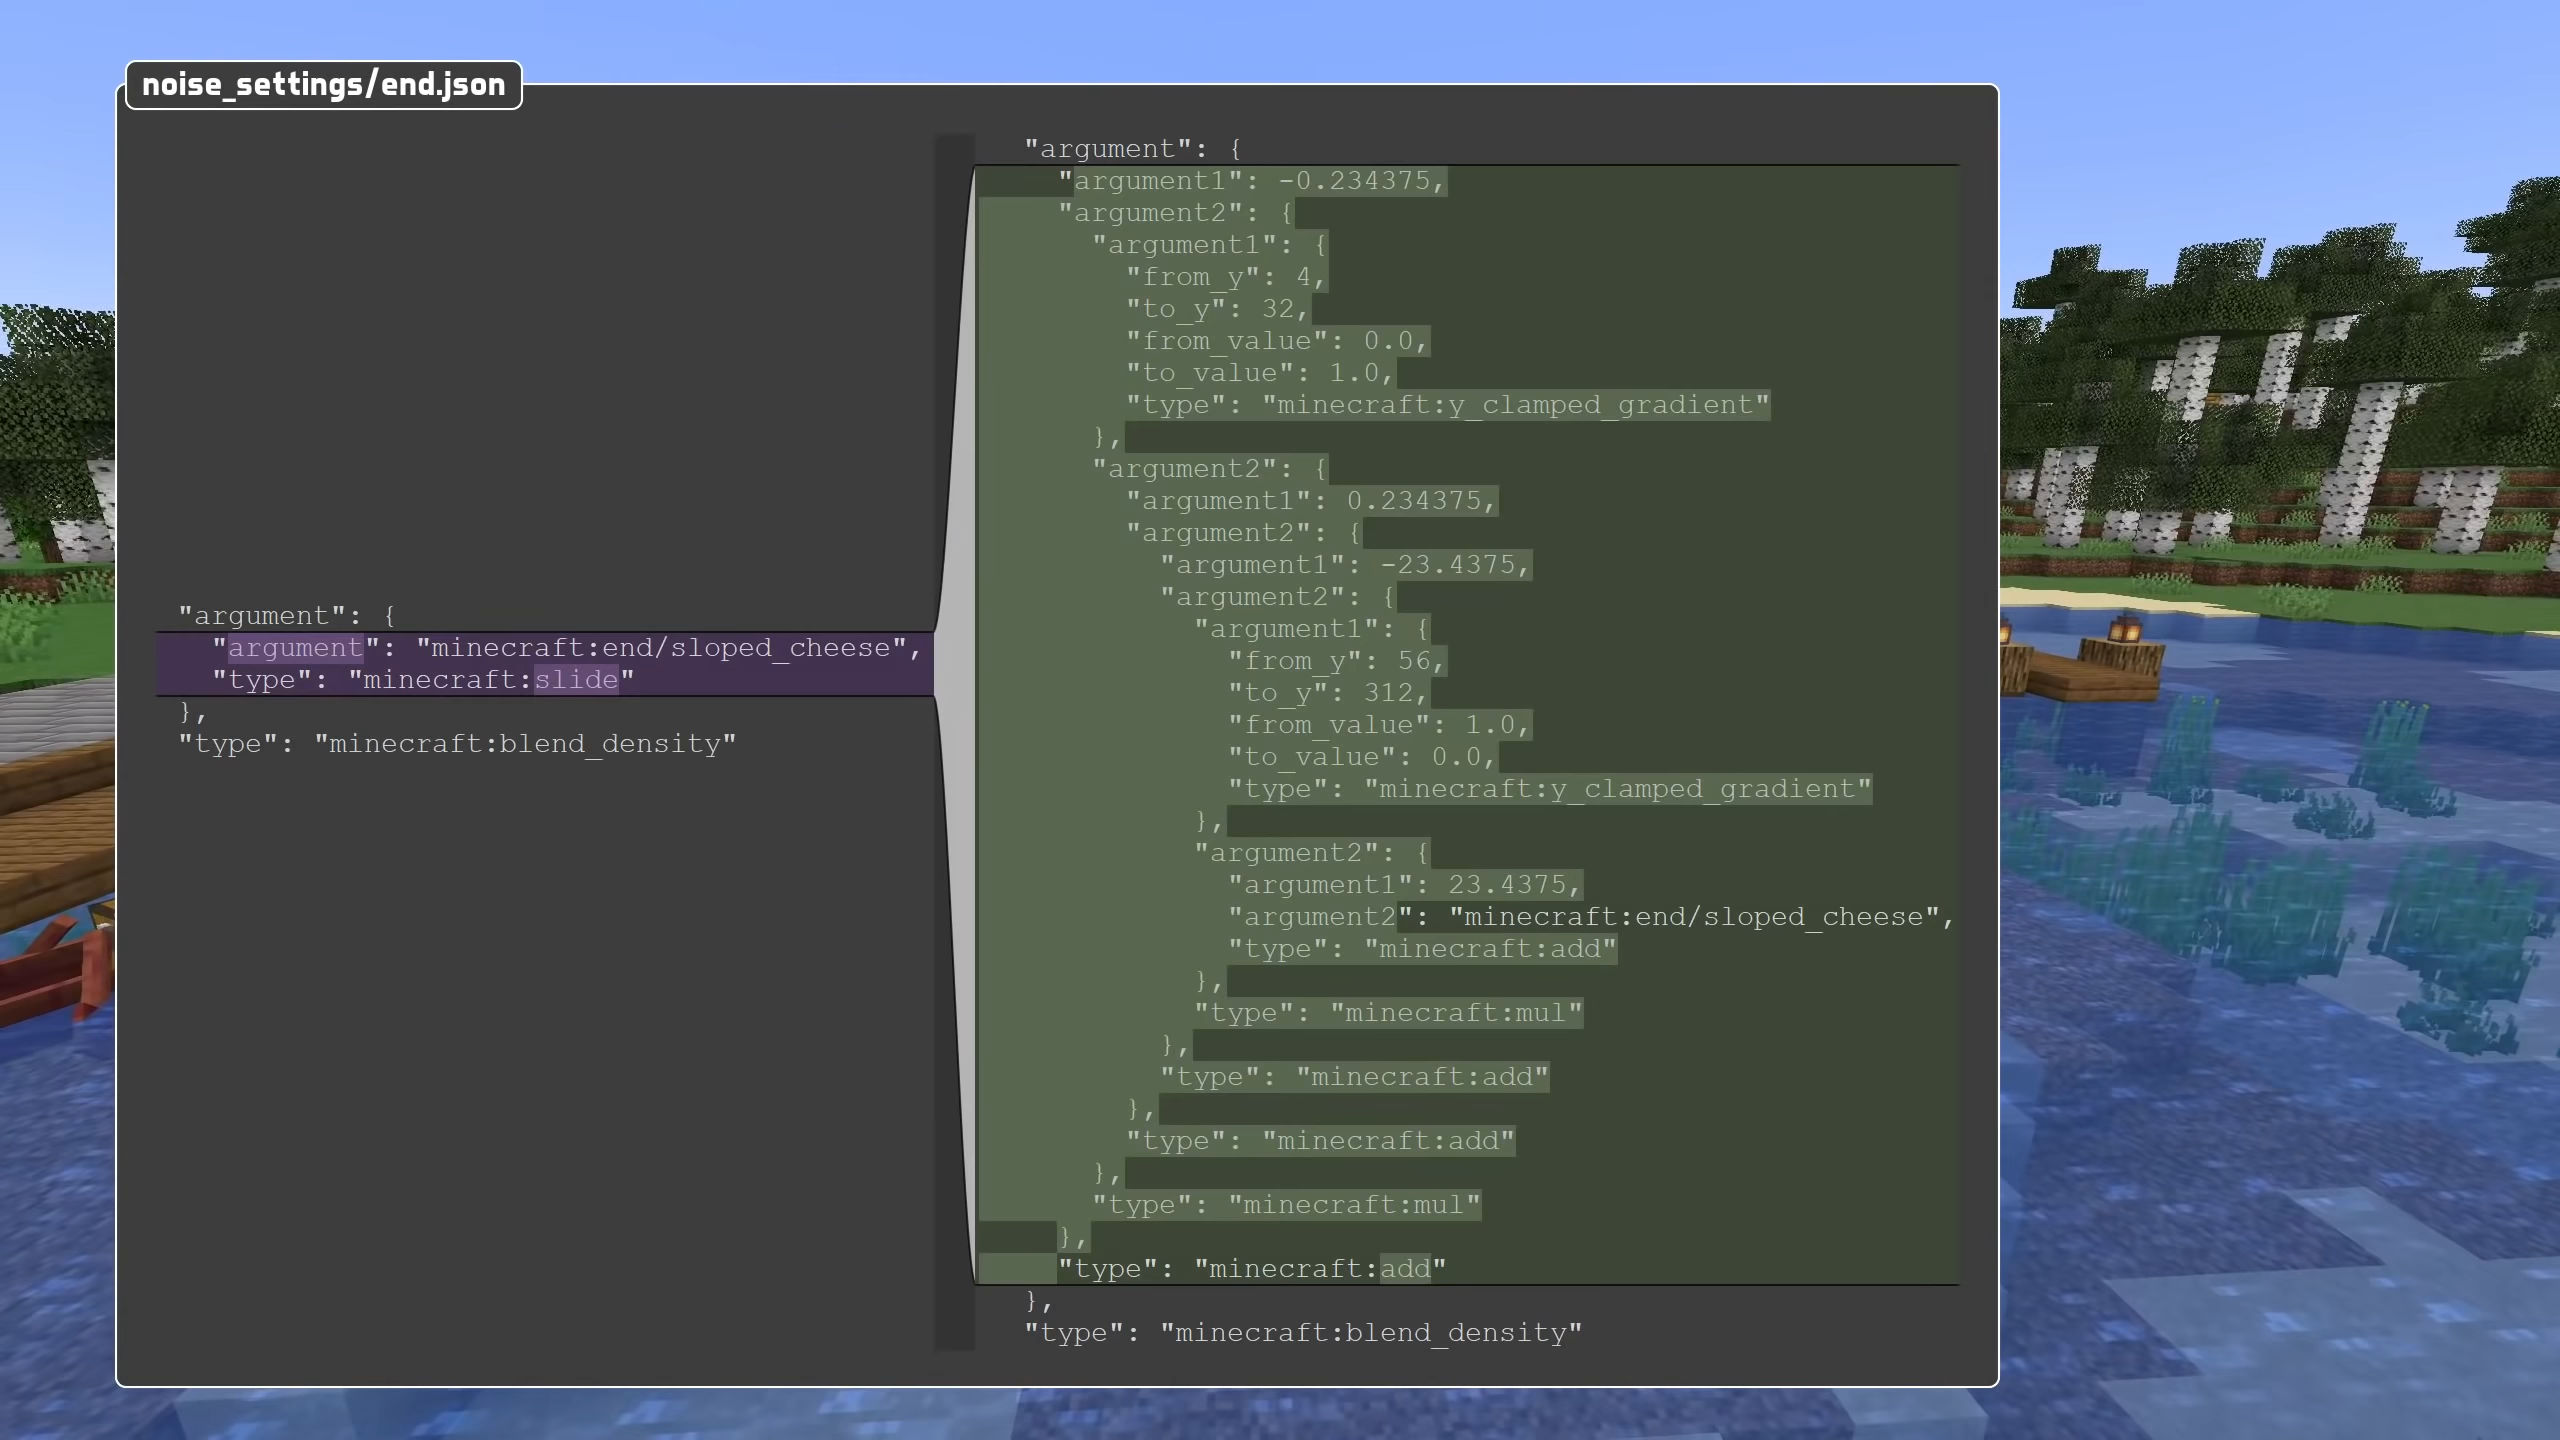 noise_settings/end.json
"argument": {
"argument": "minecraft:end/sloped_cheese",
"type": "minecraft:slide"
},
"type": "minecraft:blend_density"
"argument": {
"argument1": -0.234375,
"argument2": {
"argument1": {
"from_y": 4,
"to_y": 32,
"from_value": 0.0,
"to_value": 1.0,
"type": "minecraft:y_clamped_gradient"
},
"argument2": {
"argument1": 0.234375,
"argument2": {
"argument1": -23.4375,
"argument2": {
"argument1": {
"from_y": 56,
"to_y": 312,
"from_value": 1.0,
"to_value": 0.0,
"type": "minecraft:y_clamped_gradient"
},
"argument2": {
"argument1": 23.4375,
"argument2": "minecraft:end/sloped_cheese",
"type": "minecraft:add"
},
"type": "minecraft:mul"
},
"type": "minecraft:add"
},
"type": "minecraft:add"
},
"type": "minecraft:mul"
},
"type": "minecraft:add"
},
"type": "minecraft:blend_density"